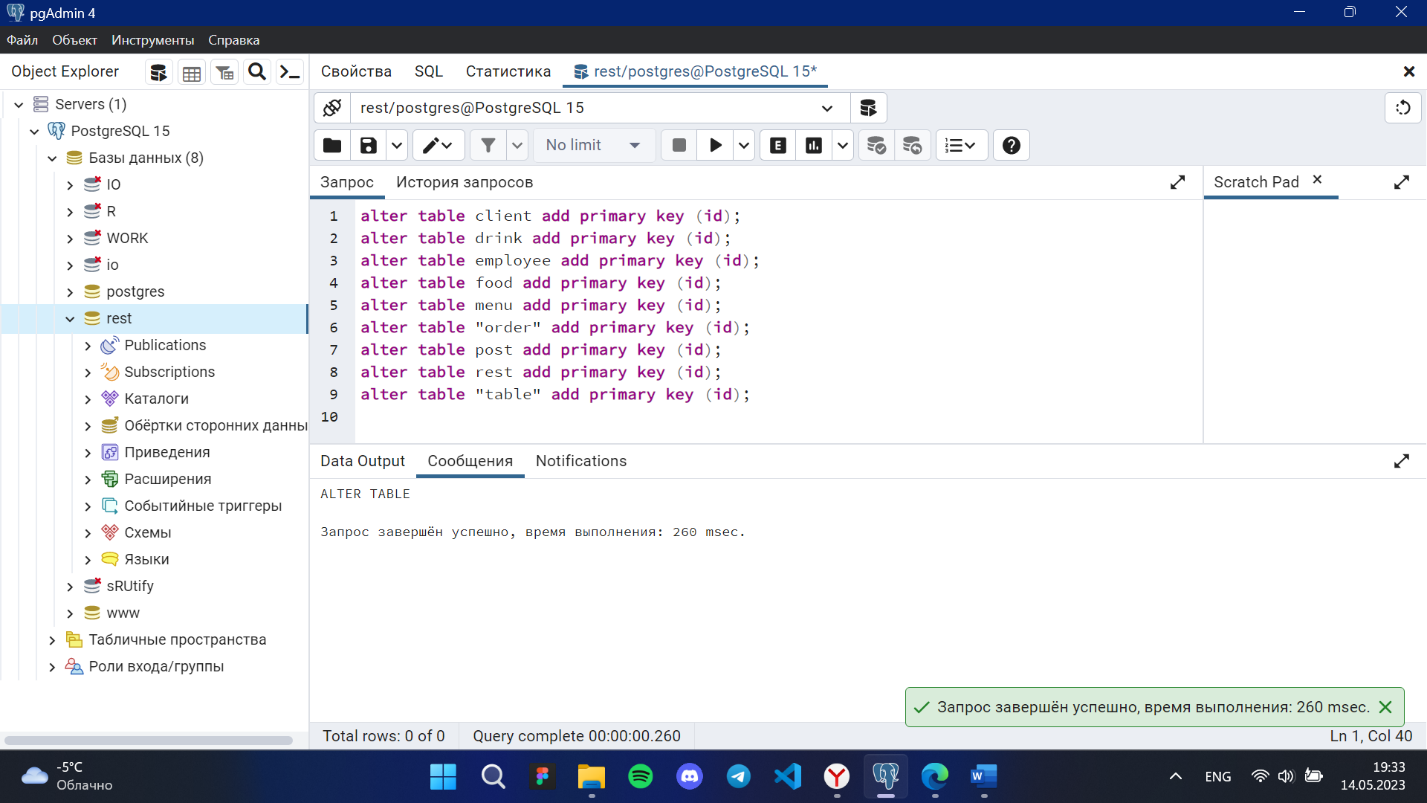 pgAdmin 4
Файл Объект Инструменты Справка
Object Explorer
Свойства SQL Статистика rest/postgres@PostgreSQL 15*
Servers (1)
PostgreSQL 15
Базы данных (8)
IO
R
WORK
io
postgres
rest
Publications
Subscriptions
Каталоги
Обёртки сторонних данны
Приведения
Расширения
Событийные триггеры
Схемы
Языки
sRUtify
www
Табличные пространства
Роли входа/группы
rest/postgres@PostgreSQL 15
No limit
E
Запрос История запросов
Scratch Pad
1 alter table client add primary key (id);
2 alter table drink add primary key (id);
3 alter table employee add primary key (id);
4 alter table food add primary key (id);
5 alter table menu add primary key (id);
6 alter table "order" add primary key (id);
7 alter table post add primary key (id);
8 alter table rest add primary key (id);
9 alter table "table" add primary key (id);
10
Data Output Сообщения Notifications
ALTER TABLE
Запрос завершён успешно, время выполнения: 260 msec.
Запрос завершён успешно, время выполнения: 260 msec.
Total rows: 0 of 0 Query complete 00:00:00.260 Ln 1, Col 40
-5°C
Облачно
ENG
19:33
14.05.2023